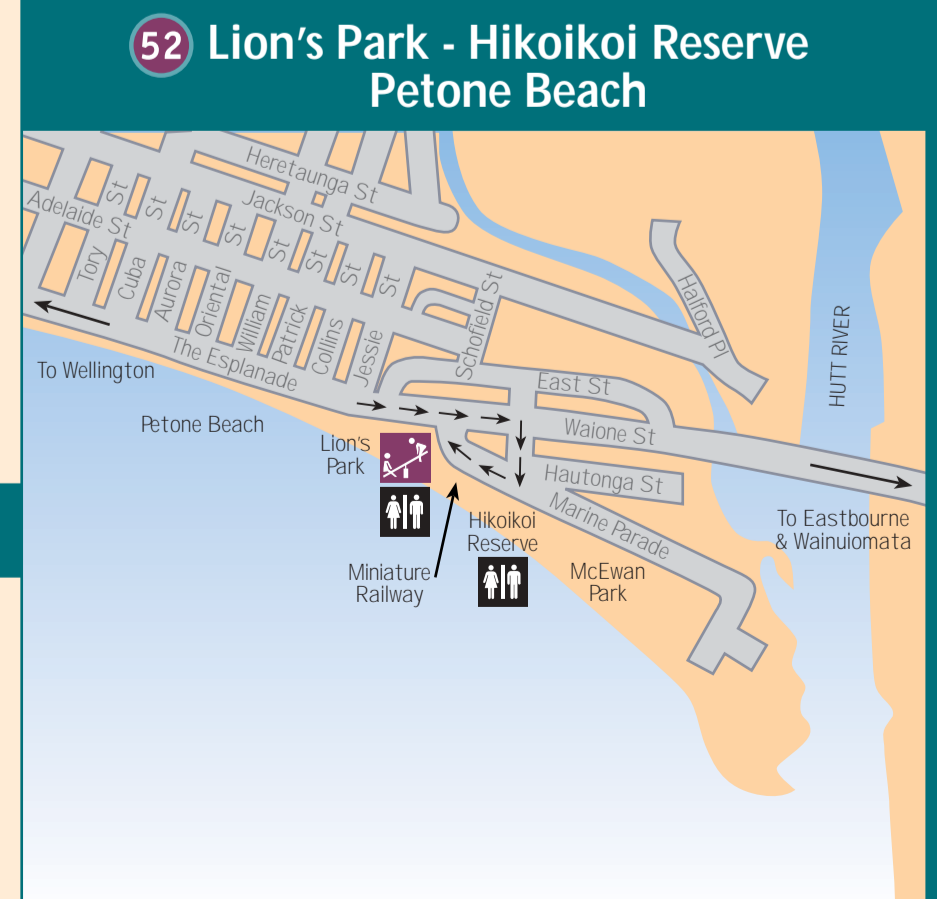 52 Lion's Park - Hikoikoi Reserve
Petone Beach
Heretaunga St
Jackson St
Adelaide St
Tory St
Cuba St
Aurora St
Oriental St
William St
Patrick St
Collins St
Jessie St
Schofield St
Halford Pl
HUTT RIVER
The Esplanade
To Wellington
East St
Waione St
Petone Beach
Lion's
Park
Hautonga St
Marine Parade
Hikoikoi
Reserve
To Eastbourne
& Wainuiomata
Miniature
Railway
McEwan
Park